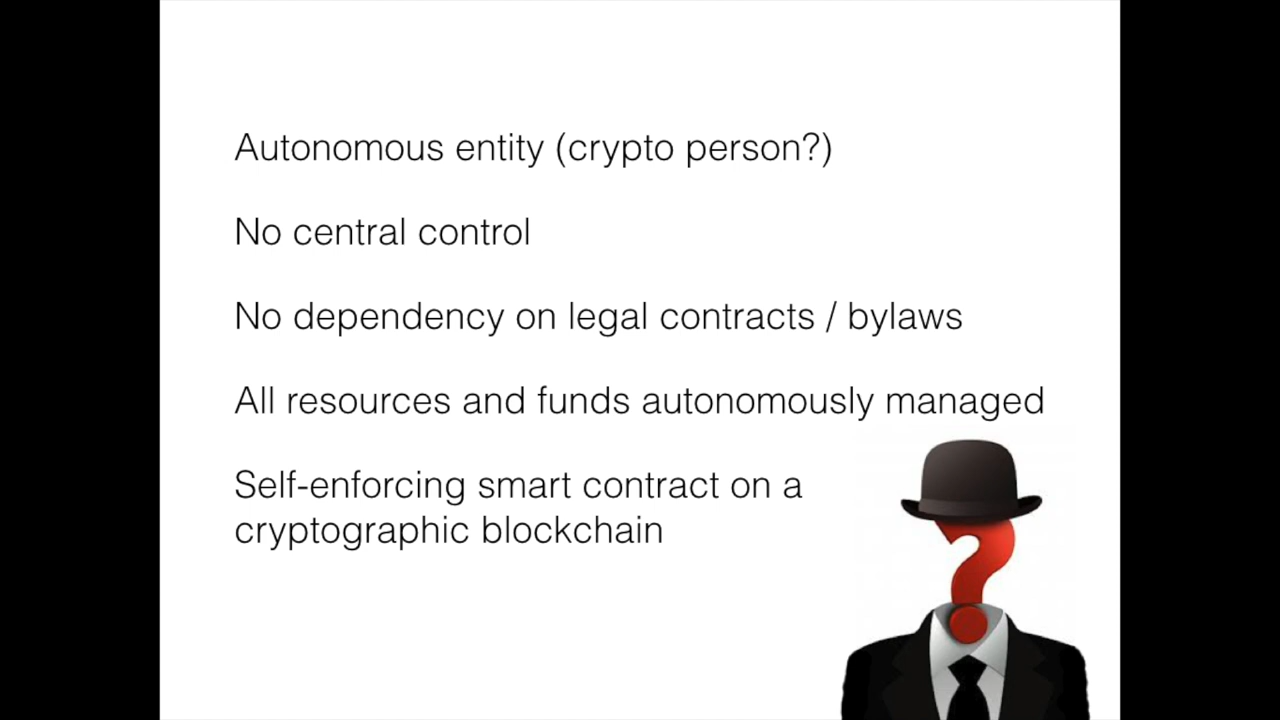 Autonomous entity (crypto person?)
No central control
No dependency on legal contracts / bylaws
All resources and funds autonomously managed
Self-enforcing smart contract on a
cryptographic blockchain